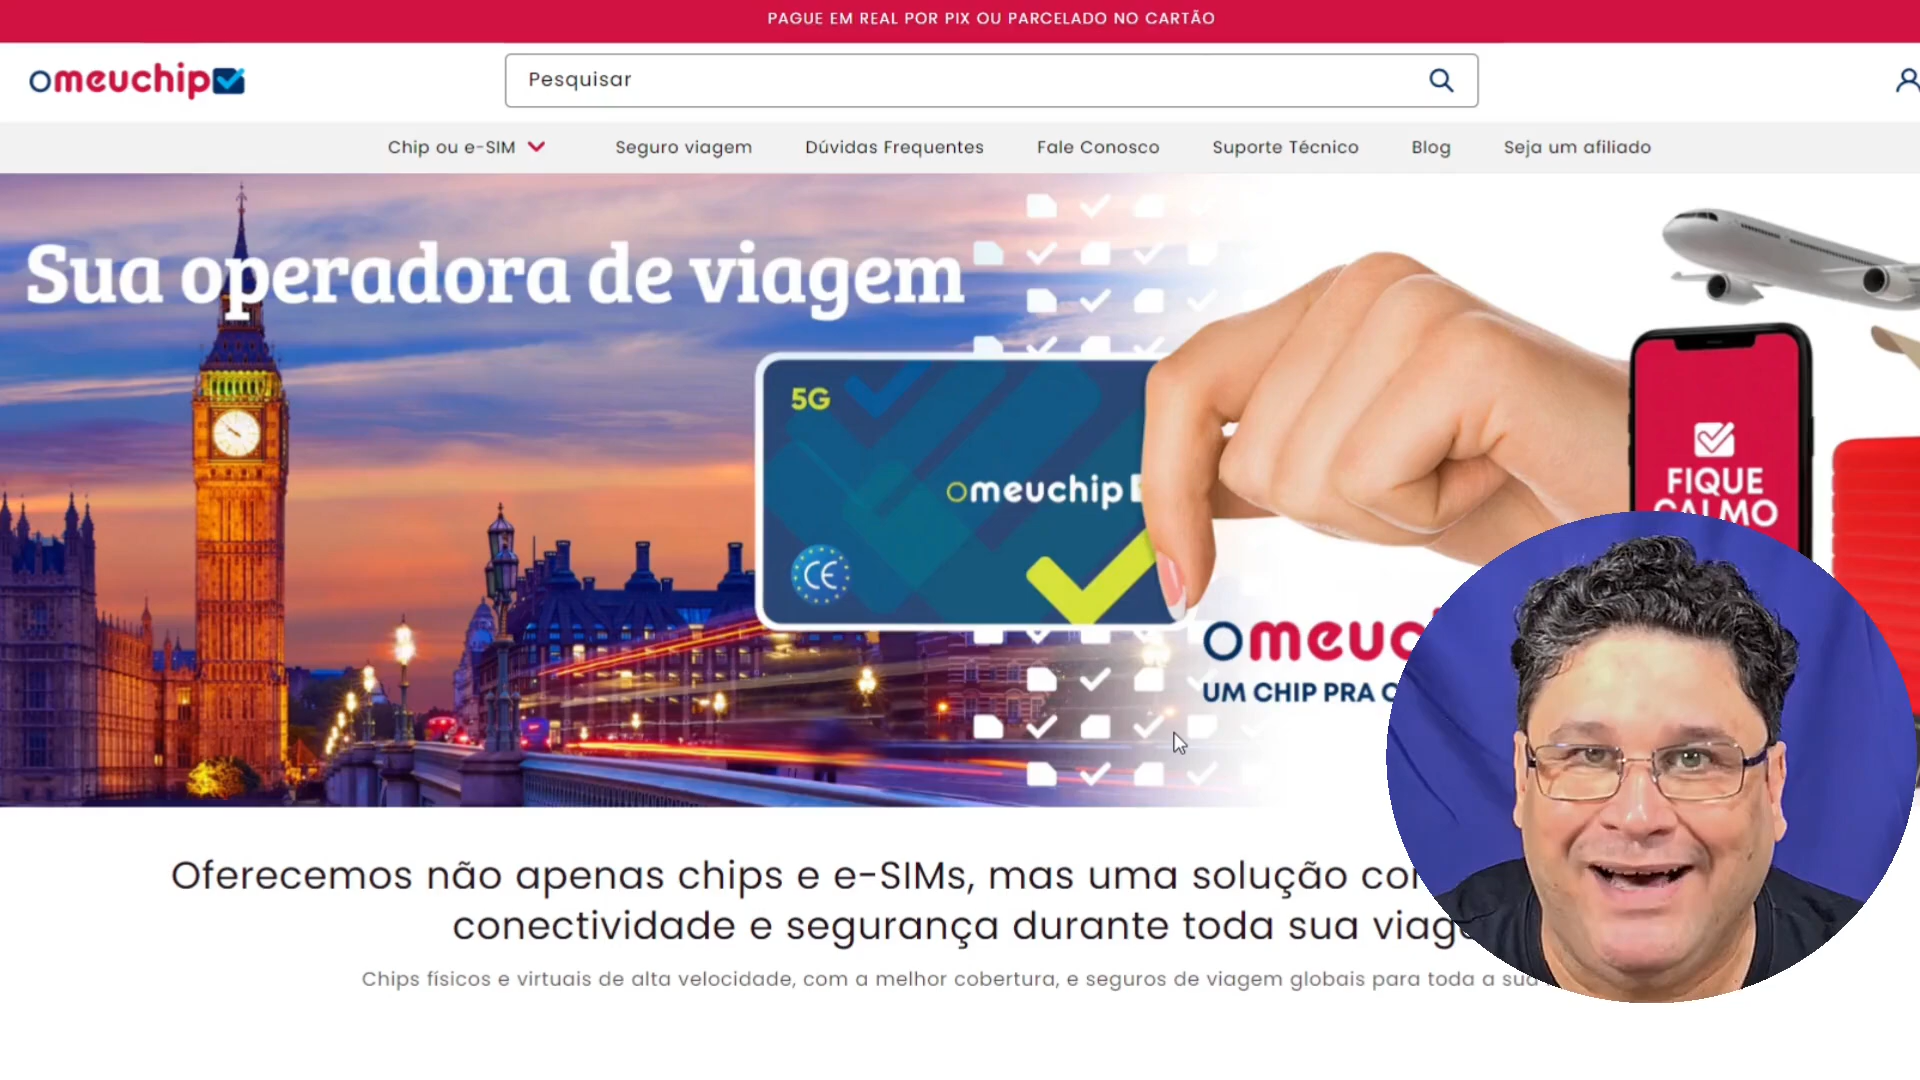 PAGUE EM REAL POR PIX OU PARCELADO NO CARTÃO
omeuchip
Pesquisar
Chip ou e-SIM Seguro viagem Dúvidas Frequentes Fale Conosco Suporte Técnico Blog Seja um afiliado
Sua operadora de viagem
5G
omeuchip
CE
FIQUE
CALMO
omeuc
UM CHIP PRA
Oferecemos não apenas chips e e-SIMs, mas uma solução
conectividade e segurança durante toda sua
Chips físicos e virtuais de alta velocidade, com a melhor cobertura, e seguros de viagem globais para toda a sua